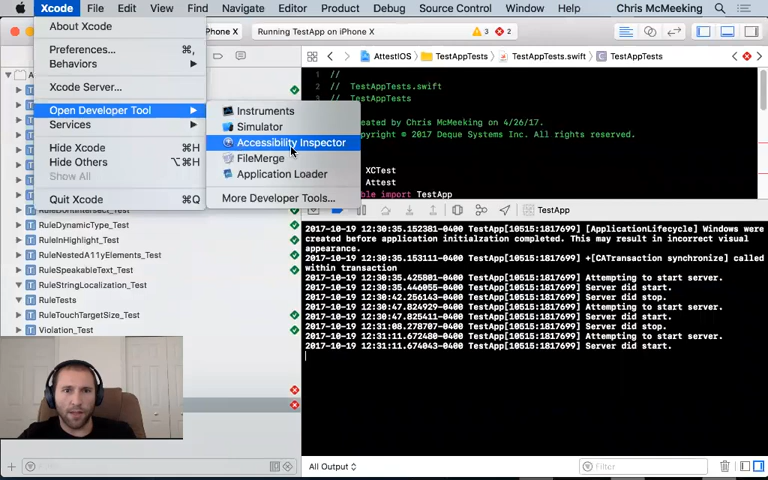 Xcode File Edit View Find Navigate Editor Product Debug Source Control Window Help Chris McMeeking
About Xcode
Preferences... ⌘,
Behaviors
Xcode Server...
Open Developer Tool
Services
Hide Xcode ⌘H
Hide Others ⌥⌘H
Show All
Quit Xcode ⌘Q
Instruments
Simulator
Accessibility Inspector
FileMerge
Application Loader
More Developer Tools...
Phone X
Running TestApp on iPhone X
3
2
AttestIOS
TestAppTests
TestAppTests.swift
TestAppTests
1 //
2 // TestAppTests.swift
TestAppTests
eated by Chris McMeeking on 4/26/17.
right © 2017 Deque Systems Inc. All rights reserved.
XCTest
Attest
table import TestApp
TestApp
RuleDynamicType_Test
RuleInHighlight_Test
RuleNestedA11yElements_Test
RuleSpeakableText_Test
RuleStringLocalization_Test
RuleTests
RuleTouchTargetSize_Test
Violation_Test
2017-10-19 12:30:35.152381-0400 TestApp[10515:1817699] [ApplicationLifecycle] Windows were
created before application initialzation completed. This may result in incorrect visual
appearance.
2017-10-19 12:30:35.153111-0400 TestApp[10515:1817699] +[CATransaction synchronize] called
within transaction
2017-10-19 12:30:35.425801-0400 TestApp[10515:1817699] Attempting to start server.
2017-10-19 12:30:35.446055-0400 TestApp[10515:1817699] Server did start.
2017-10-19 12:30:42.256143-0400 TestApp[10515:1817699] Server did stop.
2017-10-19 12:30:47.824929-0400 TestApp[10515:1817699] Attempting to start server.
2017-10-19 12:30:47.825411-0400 TestApp[10515:1817699] Server did start.
2017-10-19 12:31:08.278707-0400 TestApp[10515:1817699] Server did stop.
2017-10-19 12:31:11.672480-0400 TestApp[10515:1817699] Attempting to start server.
2017-10-19 12:31:11.674043-0400 TestApp[10515:1817699] Server did start.
All Output
Filter